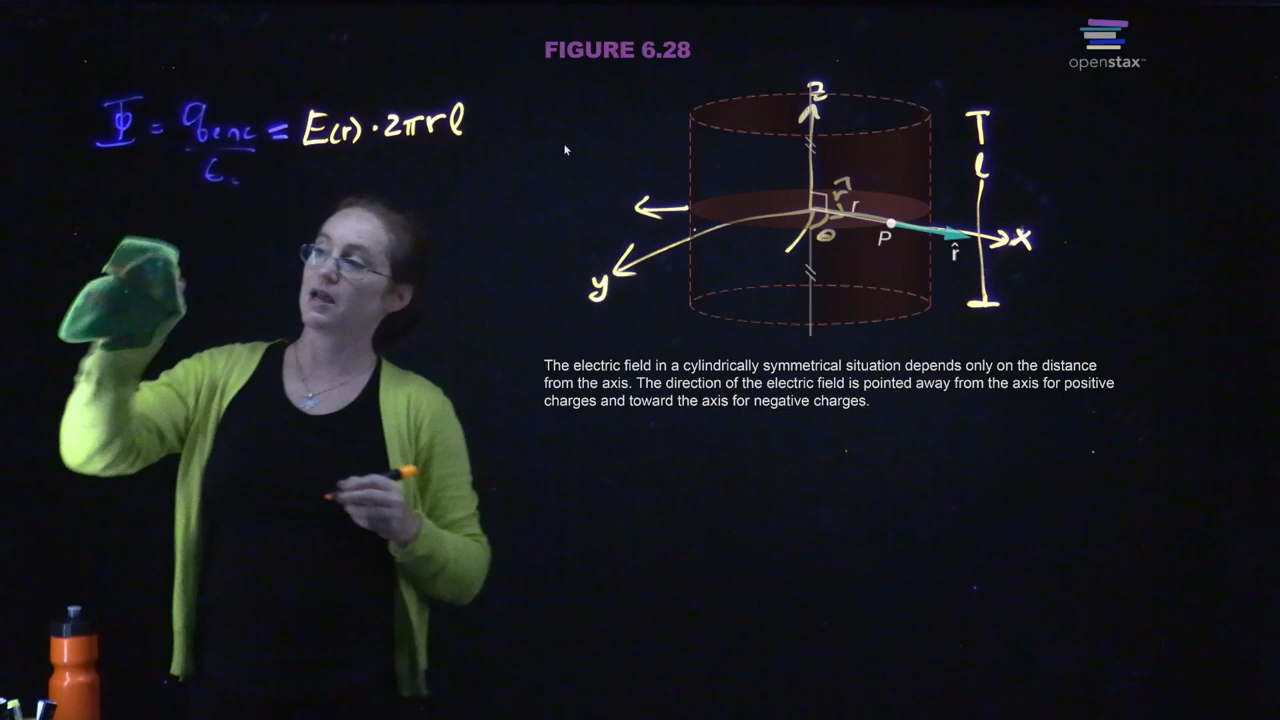 FIGURE 6.28
openstax™
Φ = qenc = E(r) · 2πrl
ε₀
z
l
r⃗
r
θ
P
r̂
x
y
The electric field in a cylindrically symmetrical situation depends only on the distance
from the axis. The direction of the electric field is pointed away from the axis for positive
charges and toward the axis for negative charges.